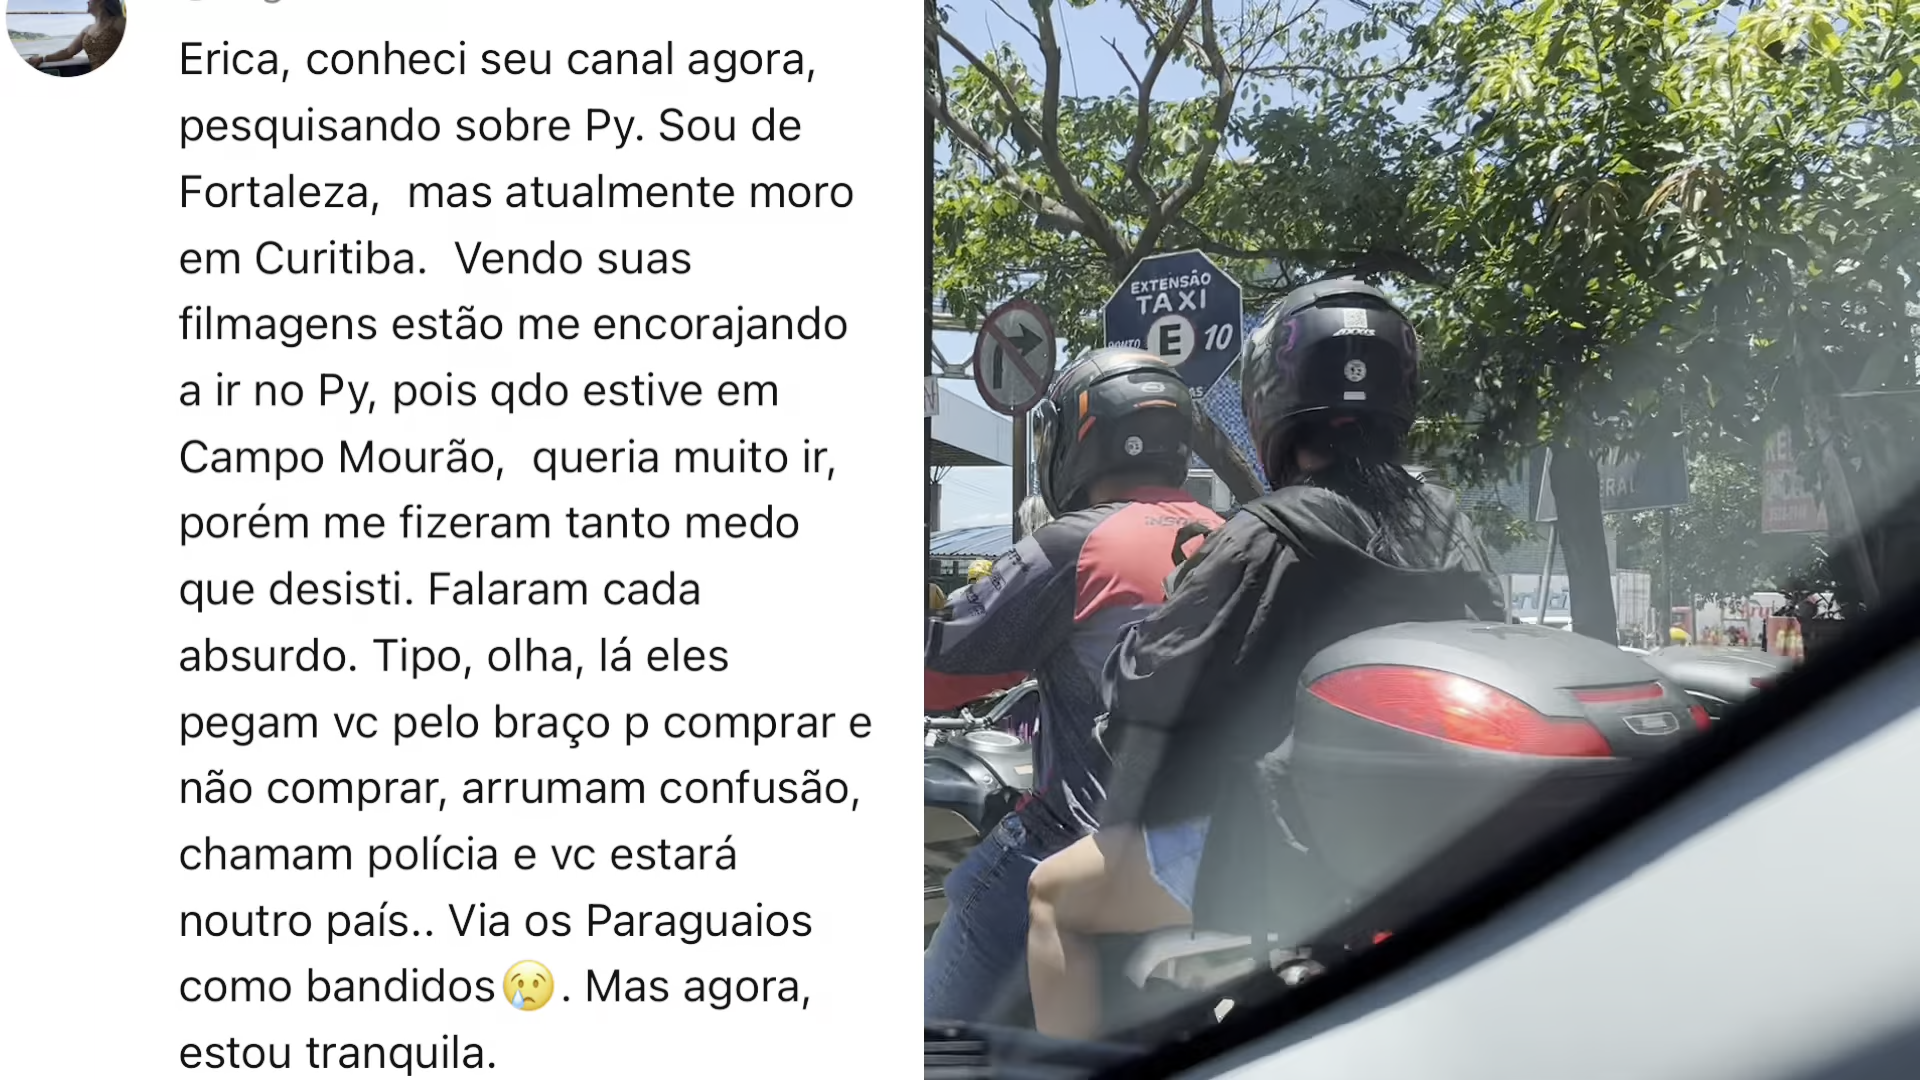 Erica, conheci seu canal agora,
pesquisando sobre Py. Sou de
Fortaleza, mas atualmente moro
em Curitiba. Vendo suas
filmagens estão me encorajando
a ir no Py, pois qdo estive em
Campo Mourão, queria muito ir,
porém me fizeram tanto medo
que desisti. Falaram cada
absurdo. Tipo, olha, lá eles
pegam vc pelo braço p comprar e
não comprar, arrumam confusão,
chamam polícia e vc estará
noutro país.. Via os Paraguaios
como bandidos😢. Mas agora,
estou tranquila.
EXTENSÃO
TAXI
PONTO E 10
AXXIS